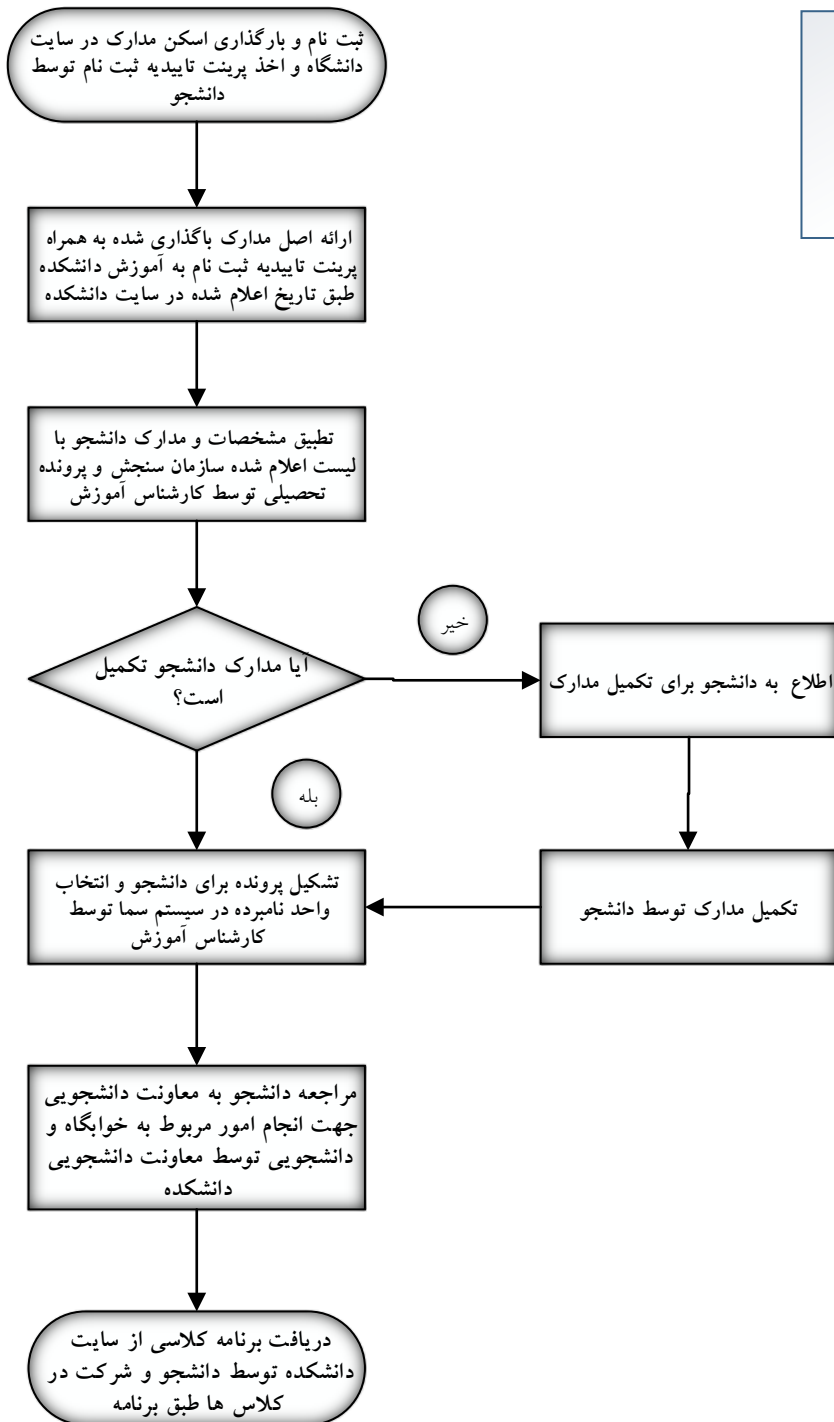 ثبت نام و بارگذاری اسکن مدارک در سایت
دانشگاه و اخذ پرینت تاییدیه ثبت نام توسط
دانشجو
ارائه اصل مدارک باگذاری شده به همراه
پرینت تاییدیه ثبت نام به آموزش دانشکده
طبق تاریخ اعلام شده در سایت دانشکده
تطبیق مشخصات و مدارک دانشجو با
لیست اعلام شده سازمان سنجش و پرونده
تحصیلی توسط کارشناس آموزش
آیا مدارک دانشجو تکمیل
است؟
خیر
اطلاع به دانشجو برای تکمیل مدارک
بله
تکمیل مدارک توسط دانشجو
تشکیل پرونده برای دانشجو و انتخاب
واحد نامبرده در سیستم سما توسط
کارشناس آموزش
مراجعه دانشجو به معاونت دانشجویی
جهت انجام امور مربوط به خوابگاه و
دانشجویی توسط معاونت دانشجویی
دانشکده
دریافت برنامه کلاسی از سایت
دانشکده توسط دانشجو و شرکت در
کلاس ها طبق برنامه